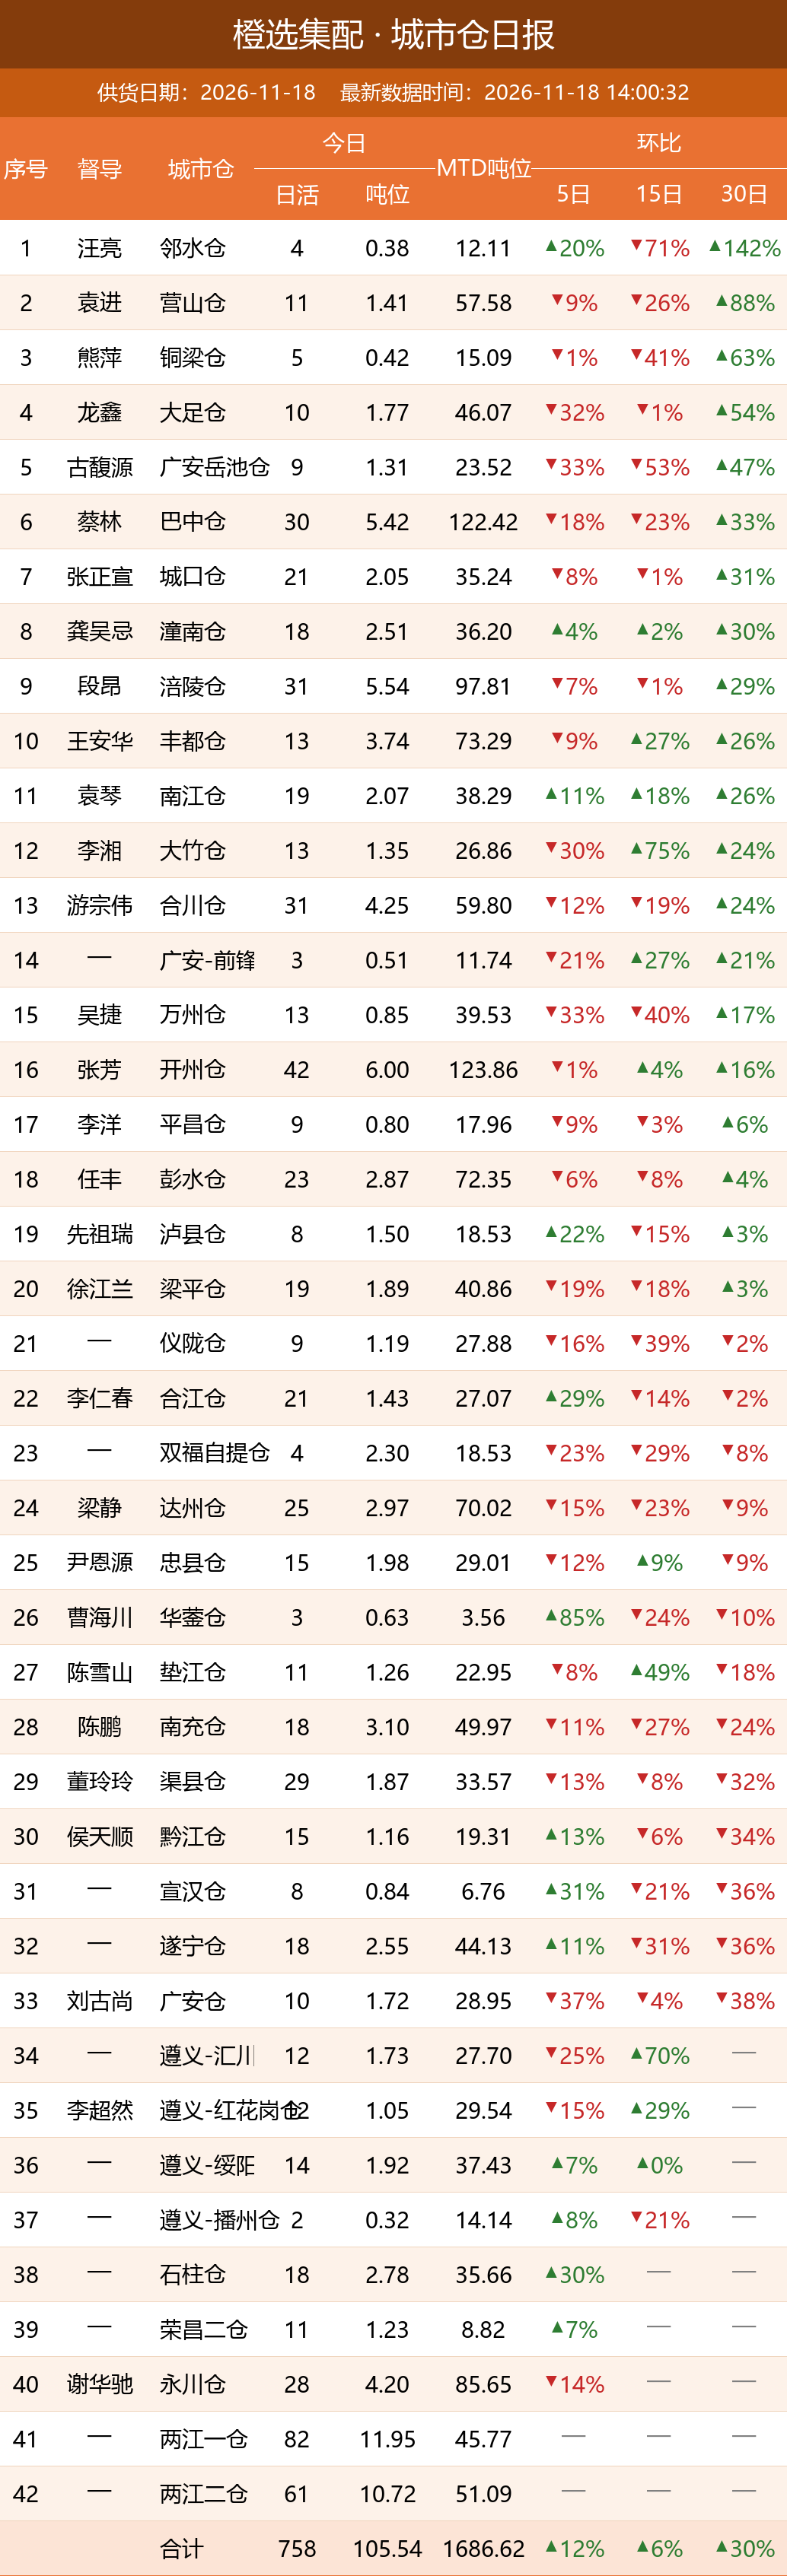 橙选集配 · 城市仓日报
供货日期：2026-11-18 最新数据时间：2026-11-18 14:00:32
序号 督导 城市仓 今日 MTD吨位 环比
日活 吨位 5日 15日 30日
1 汪亮 邻水仓 4 0.38 12.11 ▲20% ▼71% ▲142%
2 袁进 营山仓 11 1.41 57.58 ▼9% ▼26% ▲88%
3 熊萍 铜梁仓 5 0.42 15.09 ▼1% ▼41% ▲63%
4 龙鑫 大足仓 10 1.77 46.07 ▼32% ▼1% ▲54%
5 古馥源 广安岳池仓 9 1.31 23.52 ▼33% ▼53% ▲47%
6 蔡林 巴中仓 30 5.42 122.42 ▼18% ▼23% ▲33%
7 张正宣 城口仓 21 2.05 35.24 ▼8% ▼1% ▲31%
8 龚吴忌 潼南仓 18 2.51 36.20 ▲4% ▲2% ▲30%
9 段昂 涪陵仓 31 5.54 97.81 ▼7% ▼1% ▲29%
10 王安华 丰都仓 13 3.74 73.29 ▼9% ▲27% ▲26%
11 袁琴 南江仓 19 2.07 38.29 ▲11% ▲18% ▲26%
12 李湘 大竹仓 13 1.35 26.86 ▼30% ▲75% ▲24%
13 游宗伟 合川仓 31 4.25 59.80 ▼12% ▼19% ▲24%
14 — 广安-前锋 3 0.51 11.74 ▼21% ▲27% ▲21%
15 吴捷 万州仓 13 0.85 39.53 ▼33% ▼40% ▲17%
16 张芳 开州仓 42 6.00 123.86 ▼1% ▲4% ▲16%
17 李洋 平昌仓 9 0.80 17.96 ▼9% ▼3% ▲6%
18 任丰 彭水仓 23 2.87 72.35 ▼6% ▼8% ▲4%
19 先祖瑞 泸县仓 8 1.50 18.53 ▲22% ▼15% ▲3%
20 徐江兰 梁平仓 19 1.89 40.86 ▼19% ▼18% ▲3%
21 — 仪陇仓 9 1.19 27.88 ▼16% ▼39% ▼2%
22 李仁春 合江仓 21 1.43 27.07 ▲29% ▼14% ▼2%
23 — 双福自提仓 4 2.30 18.53 ▼23% ▼29% ▼8%
24 梁静 达州仓 25 2.97 70.02 ▼15% ▼23% ▼9%
25 尹恩源 忠县仓 15 1.98 29.01 ▼12% ▲9% ▼9%
26 曹海川 华蓥仓 3 0.63 3.56 ▲85% ▼24% ▼10%
27 陈雪山 垫江仓 11 1.26 22.95 ▼8% ▲49% ▼18%
28 陈鹏 南充仓 18 3.10 49.97 ▼11% ▼27% ▼24%
29 董玲玲 渠县仓 29 1.87 33.57 ▼13% ▼8% ▼32%
30 侯天顺 黔江仓 15 1.16 19.31 ▲13% ▼6% ▼34%
31 — 宣汉仓 8 0.84 6.76 ▲31% ▼21% ▼36%
32 — 遂宁仓 18 2.55 44.13 ▲11% ▼31% ▼36%
33 刘古尚 广安仓 10 1.72 28.95 ▼37% ▼4% ▼38%
34 — 遵义-汇川 12 1.73 27.70 ▼25% ▲70% —
35 李超然 遵义-红花岗仓 12 1.05 29.54 ▼15% ▲29% —
36 — 遵义-绥阳 14 1.92 37.43 ▲7% ▲0% —
37 — 遵义-播州仓 2 0.32 14.14 ▲8% ▼21% —
38 — 石柱仓 18 2.78 35.66 ▲30% — —
39 — 荣昌二仓 11 1.23 8.82 ▲7% — —
40 谢华驰 永川仓 28 4.20 85.65 ▼14% — —
41 — 两江一仓 82 11.95 45.77 — — —
42 — 两江二仓 61 10.72 51.09 — — —
合计 758 105.54 1686.62 ▲12% ▲6% ▲30%